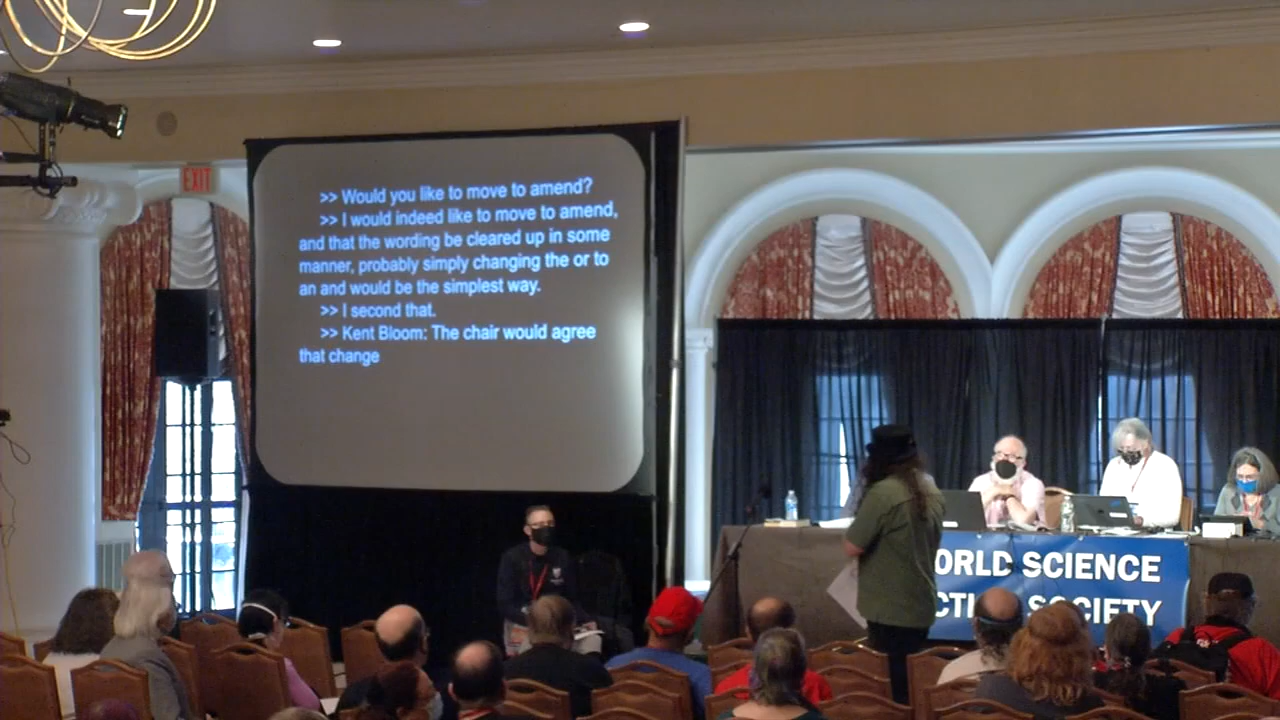 EXIT
>> Would you like to move to amend?
>> I would indeed like to move to amend,
and that the wording be cleared up in some
manner, probably simply changing the or to
an and would be the simplest way.
>> I second that.
>> Kent Bloom: The chair would agree
that change
ORLD SCIENCE
CTI SOCIETY